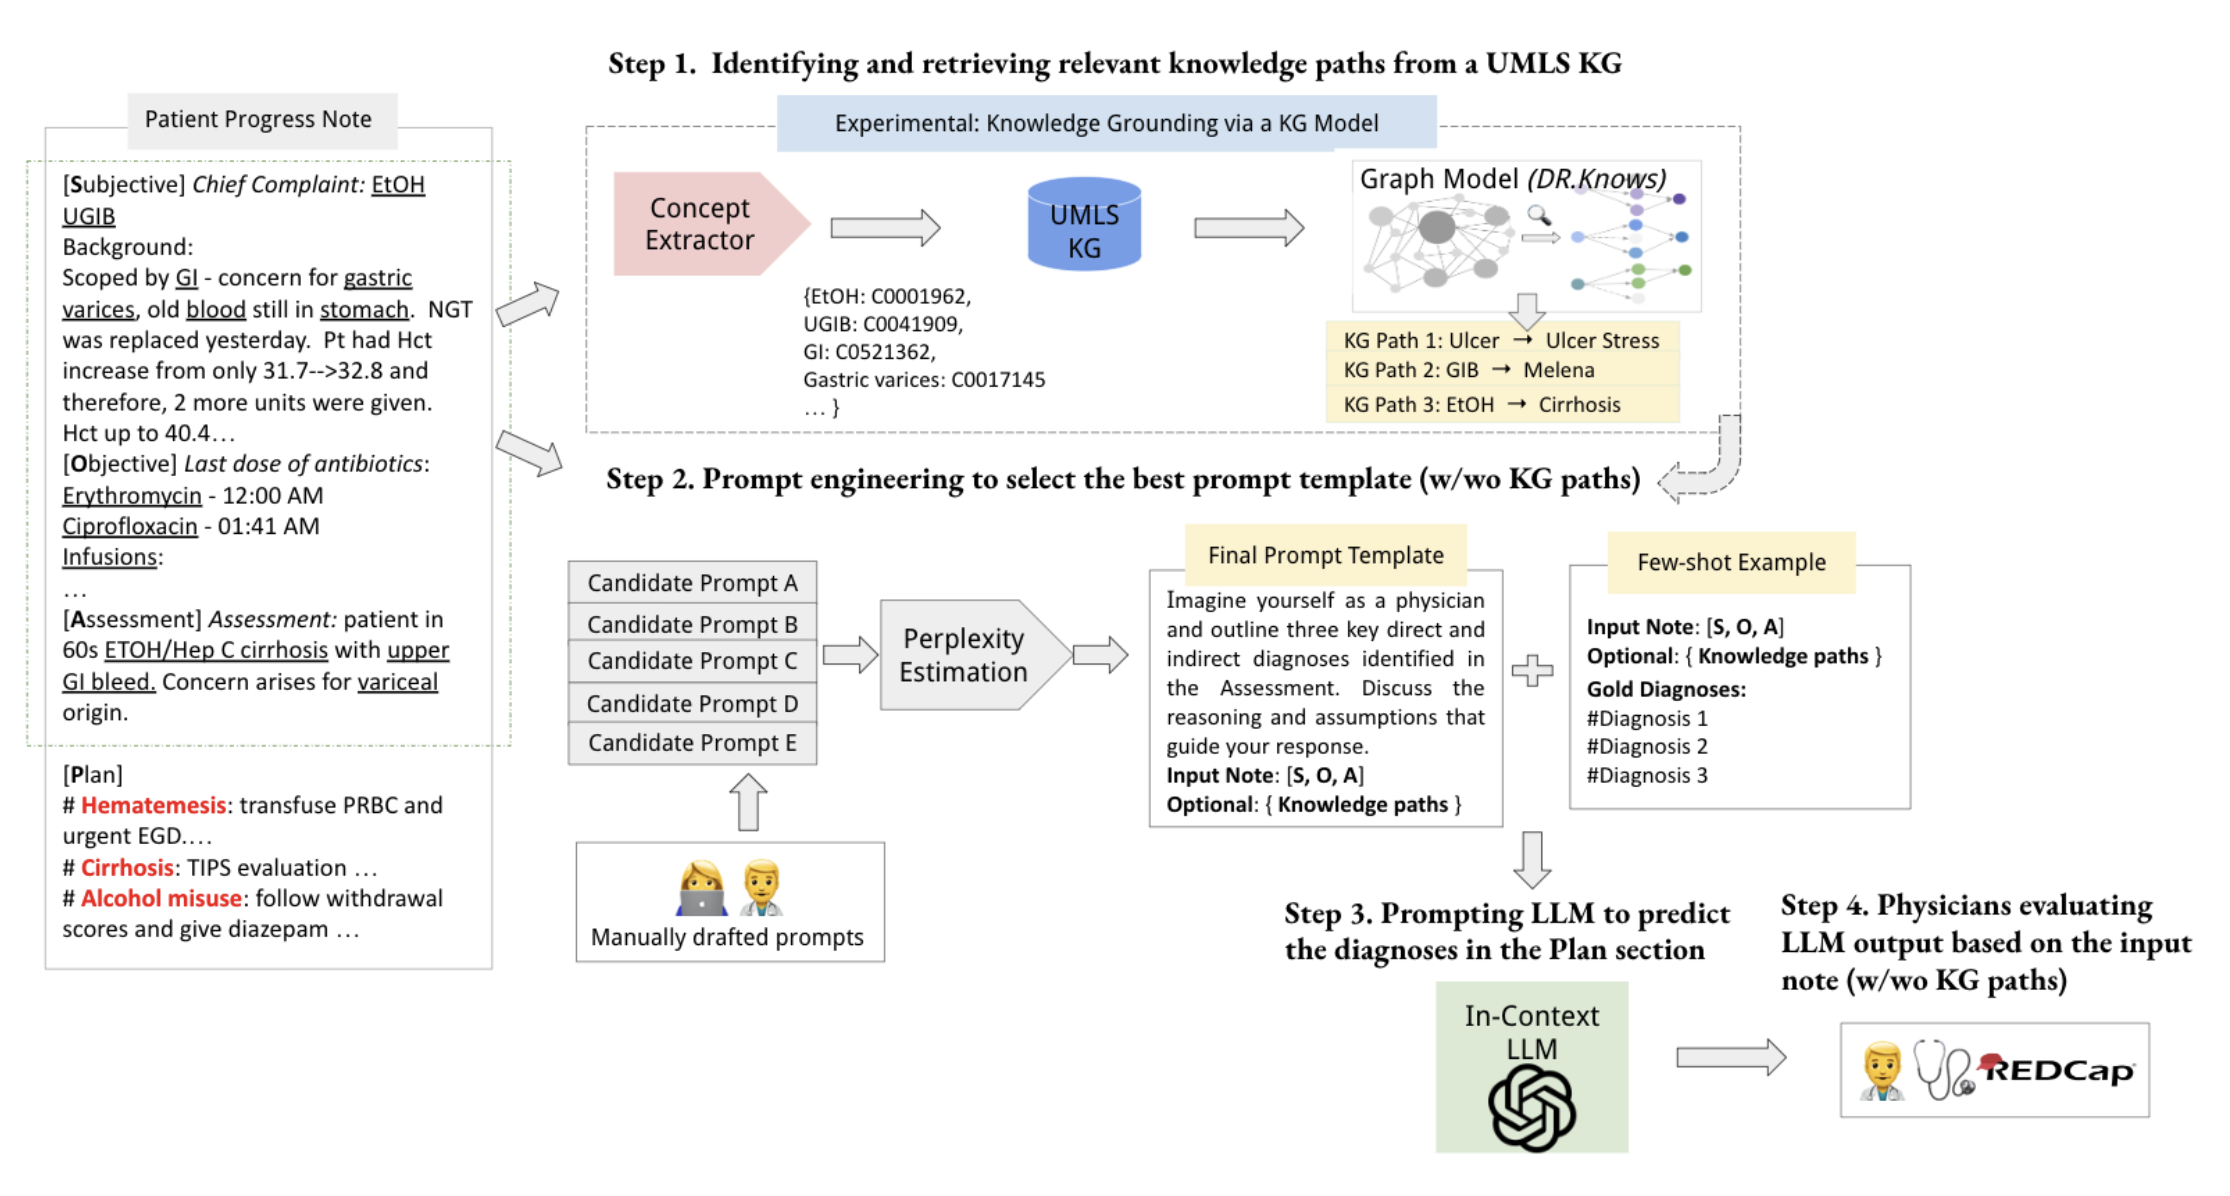 Step 1.  Identifying and retrieving relevant knowledge paths from a UMLS KG
Patient Progress Note
[Subjective] Chief Complaint: EtOH
UGIB
Background:
Scoped by GI - concern for gastric
varices, old blood still in stomach.  NGT
was replaced yesterday.  Pt had Hct
increase from only 31.7-->32.8 and
therefore, 2 more units were given.
Hct up to 40.4…
[Objective] Last dose of antibiotics:
Erythromycin - 12:00 AM
Ciprofloxacin - 01:41 AM
Infusions:
…
[Assessment] Assessment: patient in
60s ETOH/Hep C cirrhosis with upper
GI bleed. Concern arises for variceal
origin.
[Plan]
# Hematemesis: transfuse PRBC and
urgent EGD….
# Cirrhosis: TIPS evaluation …
# Alcohol misuse: follow withdrawal
scores and give diazepam …
Experimental: Knowledge Grounding via a KG Model
Concept
Extractor
{EtOH: C0001962,
UGIB: C0041909,
GI: C0521362,
Gastric varices: C0017145
… }
UMLS
KG
Graph Model (DR.Knows)
KG Path 1: Ulcer → Ulcer Stress
KG Path 2: GIB → Melena
KG Path 3: EtOH → Cirrhosis
Step 2. Prompt engineering to select the best prompt template (w/wo KG paths)
Candidate Prompt A
Candidate Prompt B
Candidate Prompt C
Candidate Prompt D
Candidate Prompt E
Manually drafted prompts
Perplexity
Estimation
Final Prompt Template
Imagine yourself as a physician
and outline three key direct and
indirect diagnoses identified in
the Assessment. Discuss the
reasoning and assumptions that
guide your response.
Input Note: [S, O, A]
Optional: { Knowledge paths }
Few-shot Example
Input Note: [S, O, A]
Optional: { Knowledge paths }
Gold Diagnoses:
#Diagnosis 1
#Diagnosis 2
#Diagnosis 3
Step 3. Prompting LLM to predict
the diagnoses in the Plan section
In-Context
LLM
Step 4. Physicians evaluating
LLM output based on the input
note (w/wo KG paths)
REDCap